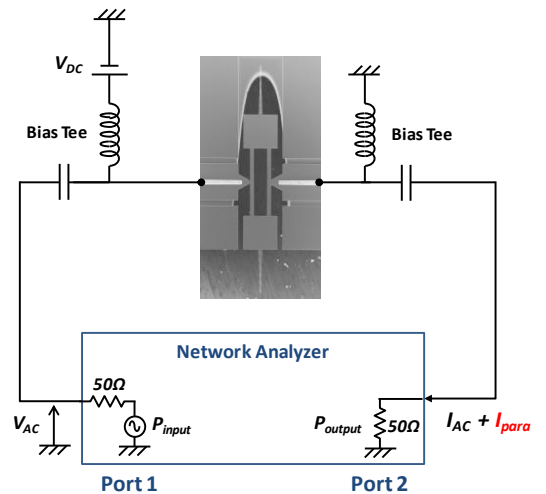 V_DC
Bias Tee
Bias Tee
Network Analyzer
50Ω
V_AC
P_input
P_output
50Ω
I_AC + I_para
Port 1
Port 2